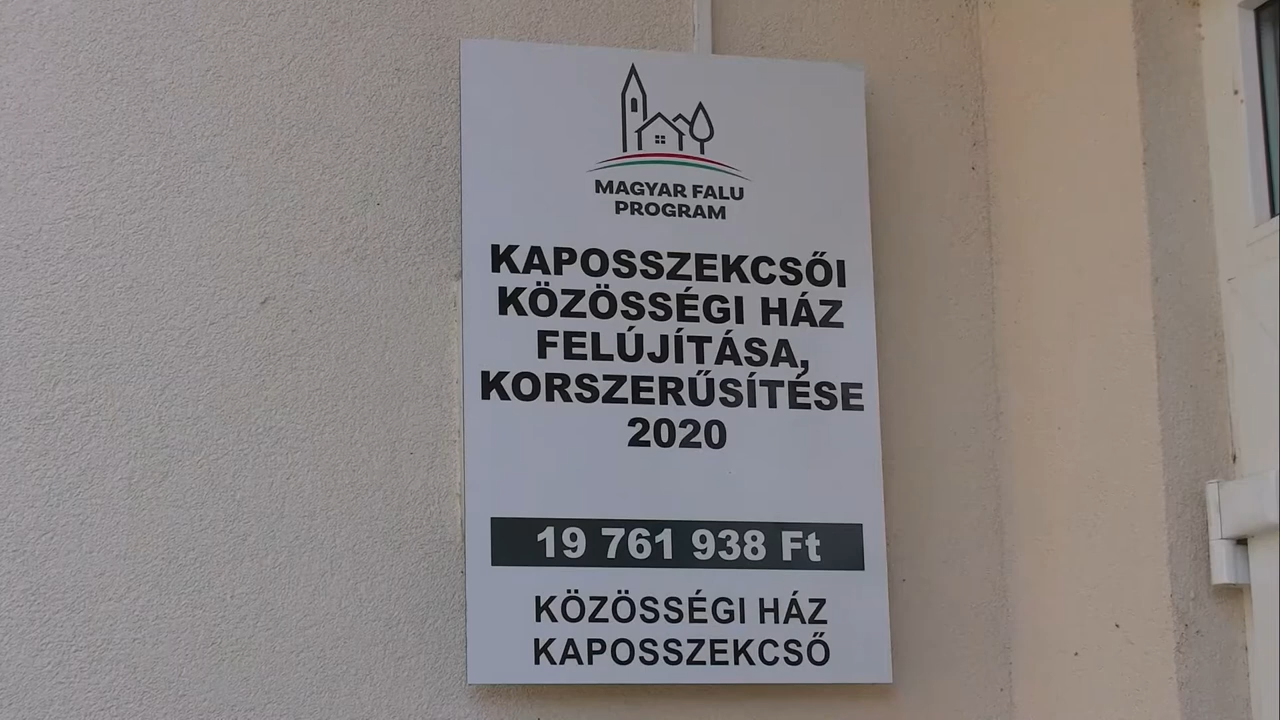 MAGYAR FALU
PROGRAM
KAPOSSZEKCSŐI
KÖZÖSSÉGI HÁZ
FELÚJÍTÁSA,
KORSZERŰSÍTÉSE
2020
19 761 938 Ft
KÖZÖSSÉGI HÁZ
KAPOSSZEKCSŐ